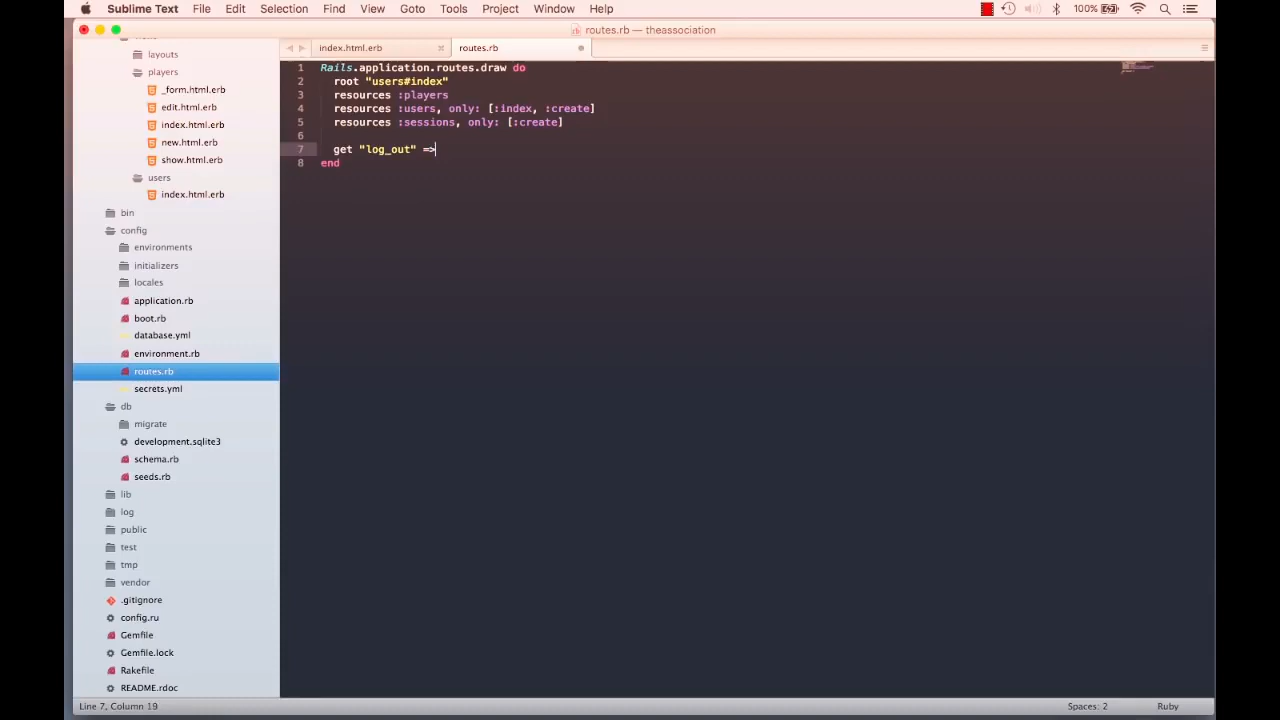 Sublime Text File Edit Selection Find View Goto Tools Project Window Help 100%
routes.rb — theassociation
index.html.erb routes.rb
layouts
players
_form.html.erb
edit.html.erb
index.html.erb
new.html.erb
show.html.erb
users
index.html.erb
bin
config
environments
initializers
locales
application.rb
boot.rb
database.yml
environment.rb
routes.rb
secrets.yml
db
migrate
development.sqlite3
schema.rb
seeds.rb
lib
log
public
test
tmp
vendor
.gitignore
config.ru
Gemfile
Gemfile.lock
Rakefile
README.rdoc
1 Rails.application.routes.draw do
2 root "users#index"
3 resources :players
4 resources :users, only: [:index, :create]
5 resources :sessions, only: [:create]
6
7 get "log_out" =>
8 end
Line 7, Column 19 Spaces: 2 Ruby